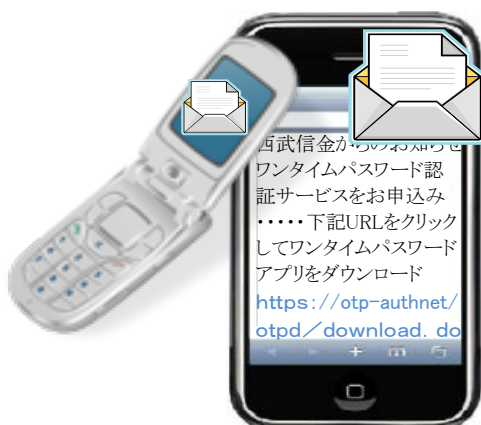 西武信金からのお知らせ
ワンタイムパスワード認
証サービスをお申込み
・・・・・下記URLをクリック
してワンタイムパスワード
アプリをダウンロード
https://otp-authnet/
otpd／download. do